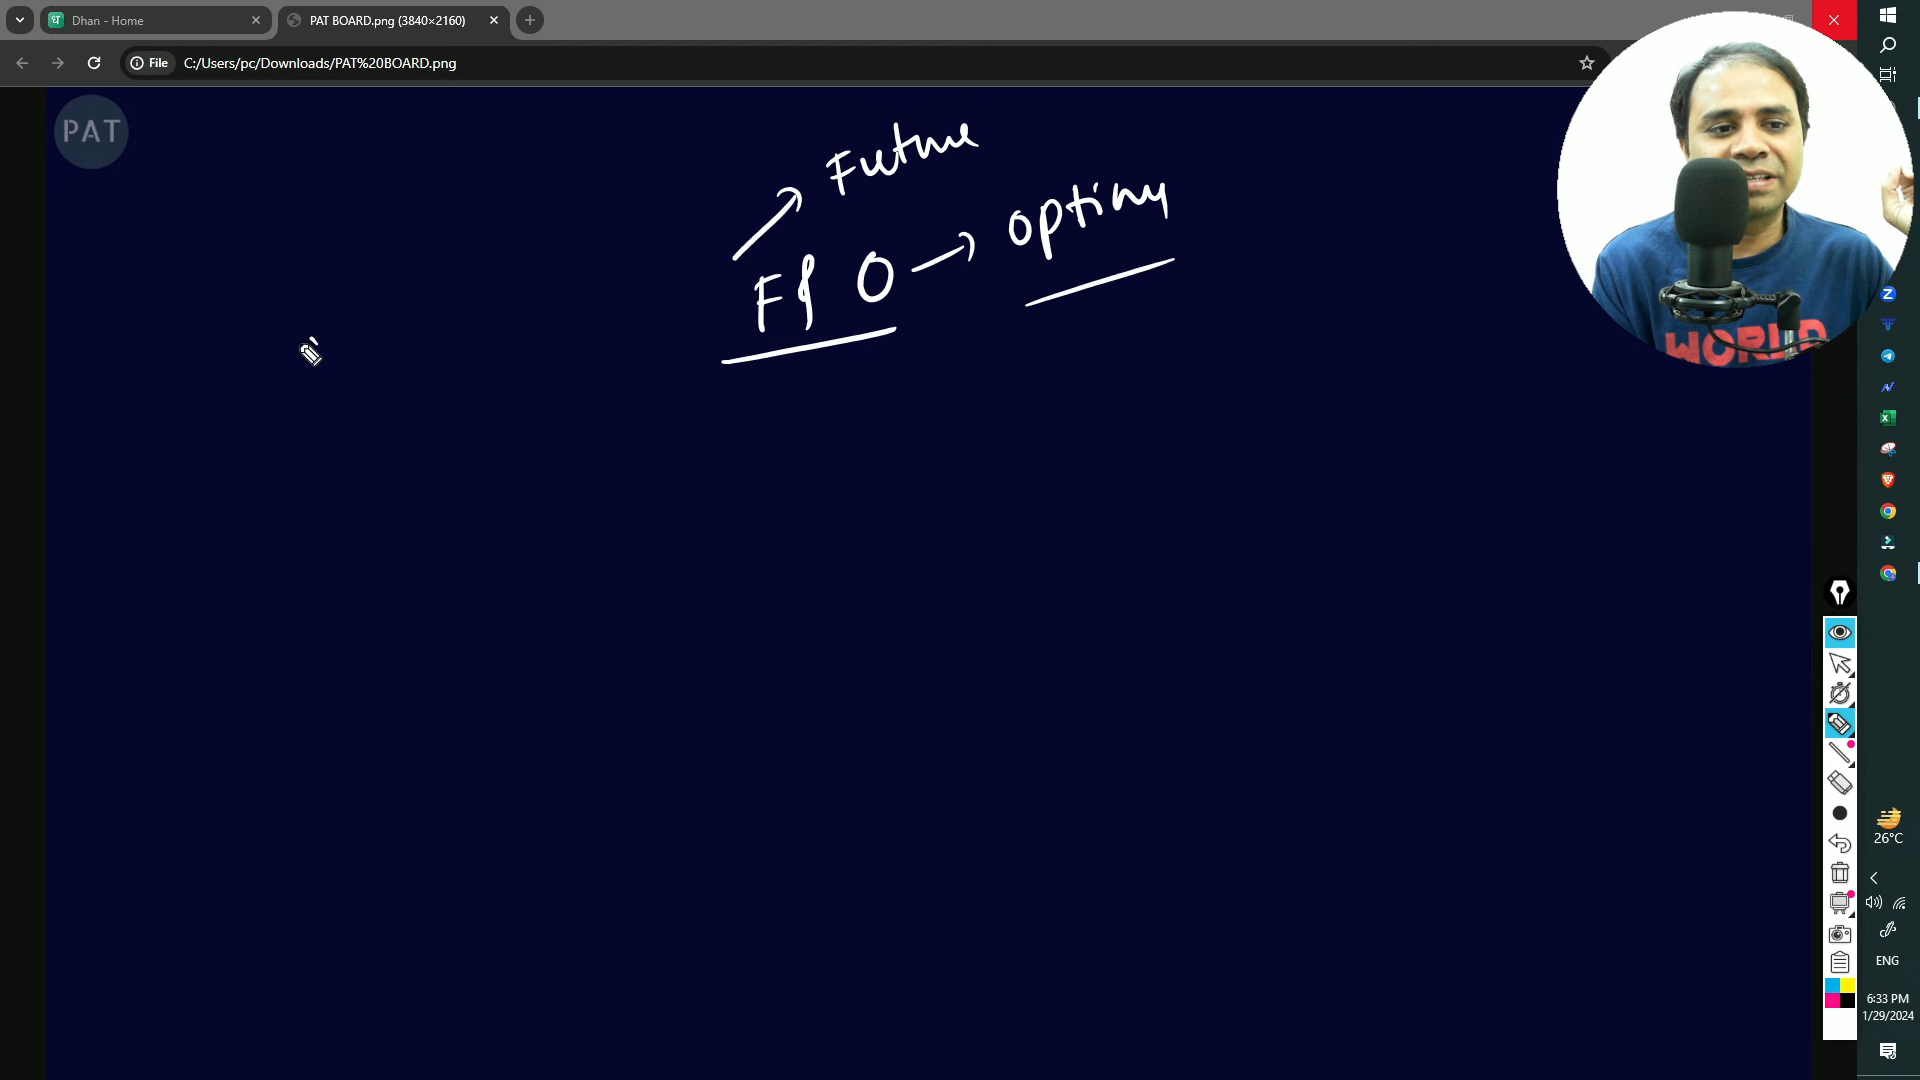 Dhan - Home
PAT BOARD.png (3840×2160)
File
C:/Users/pc/Downloads/PAT%20BOARD.png
PAT
Future
F& O → options
WORLD
26°C
ENG
6:33 PM
1/29/2024